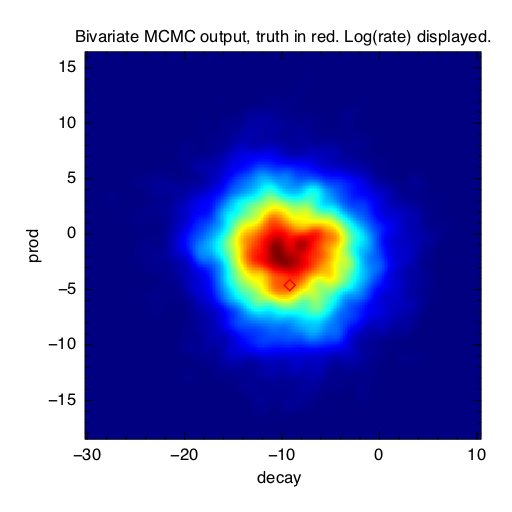 Bivariate MCMC output, truth in red. Log(rate) displayed.
15
10
5
0
−5
−10
−15
prod
−30 −20 −10 0 10
decay